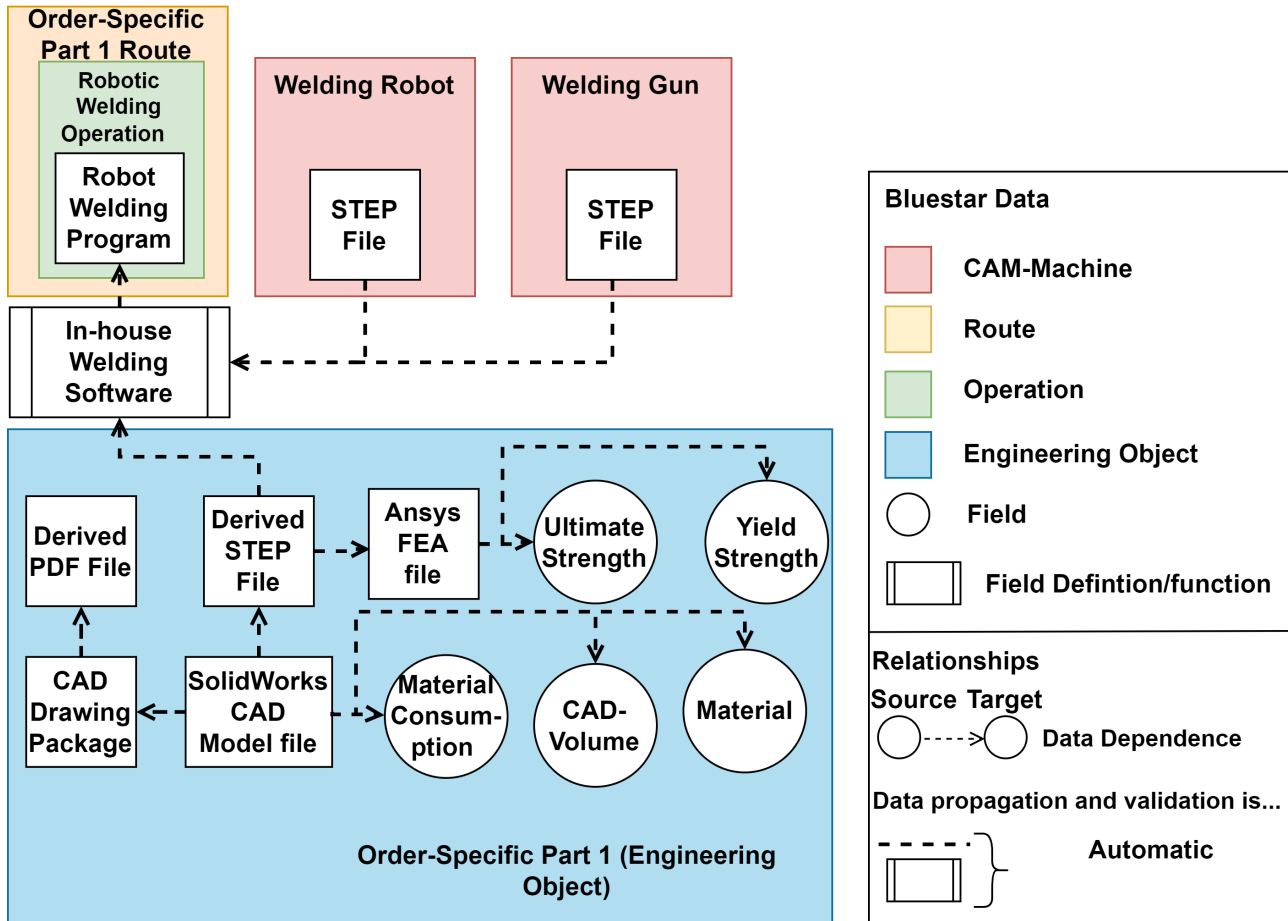 Order-Specific
Part 1 Route
Robotic
Welding
Operation
Robot
Welding
Program
Welding Robot
STEP
File
Welding Gun
STEP
File
In-house
Welding
Software
Derived
PDF File
Derived
STEP
File
Ansys
FEA
file
Ultimate
Strength
Yield
Strength
CAD
Drawing
Package
SolidWorks
CAD
Model file
Material
Consum-
ption
CAD-
Volume
Material
Order-Specific Part 1 (Engineering
Object)
Bluestar Data
CAM-Machine
Route
Operation
Engineering Object
Field
Field Defintion/function
Relationships
Source Target
Data Dependence
Data propagation and validation is...
Automatic